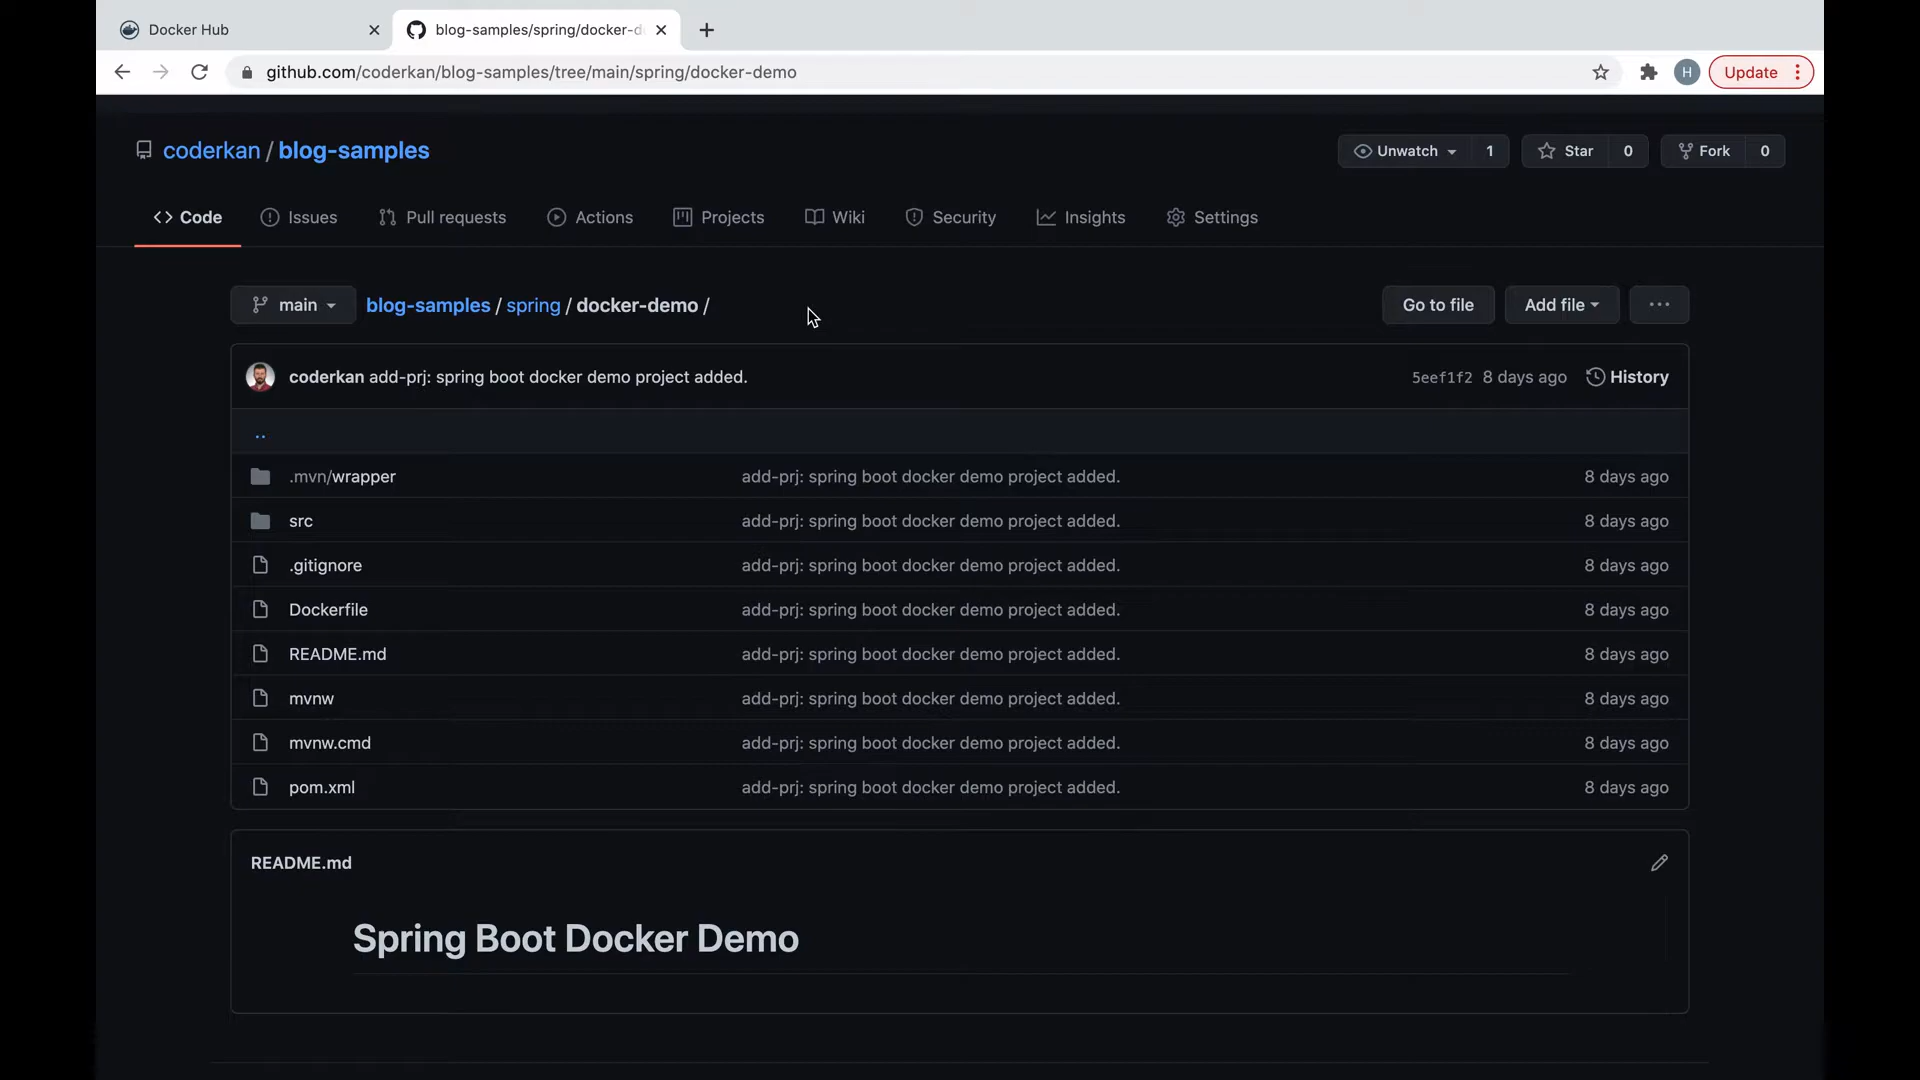 Docker Hub
blog-samples/spring/docker-d
github.com/coderkan/blog-samples/tree/main/spring/docker-demo
H
Update
coderkan / blog-samples
Unwatch 1
Star 0
Fork 0
Code
Issues
Pull requests
Actions
Projects
Wiki
Security
Insights
Settings
main
blog-samples / spring / docker-demo /
Go to file
Add file
...
coderkan add-prj: spring boot docker demo project added.
5eef1f2 8 days ago
History
..
.mvn/wrapper add-prj: spring boot docker demo project added. 8 days ago
src add-prj: spring boot docker demo project added. 8 days ago
.gitignore add-prj: spring boot docker demo project added. 8 days ago
Dockerfile add-prj: spring boot docker demo project added. 8 days ago
README.md add-prj: spring boot docker demo project added. 8 days ago
mvnw add-prj: spring boot docker demo project added. 8 days ago
mvnw.cmd add-prj: spring boot docker demo project added. 8 days ago
pom.xml add-prj: spring boot docker demo project added. 8 days ago
README.md
Spring Boot Docker Demo